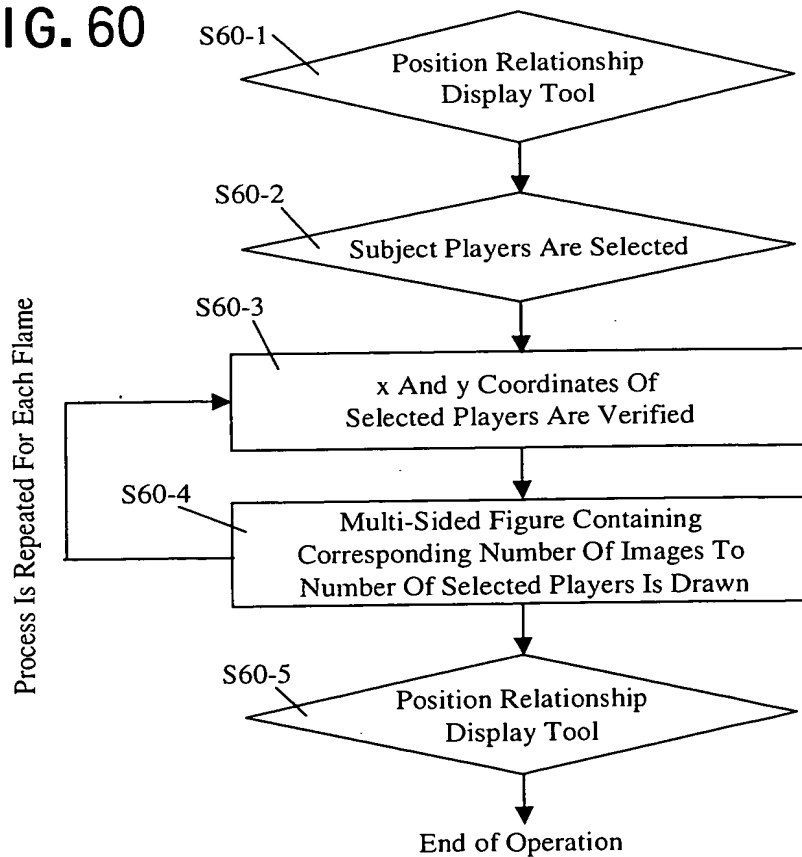 IG. 60
S60-1
Position Relationship
Display Tool
S60-2
Subject Players Are Selected
S60-3
x And y Coordinates Of
Selected Players Are Verified
Process Is Repeated For Each Flame
S60-4
Multi-Sided Figure Containing
Corresponding Number Of Images To
Number Of Selected Players Is Drawn
S60-5
Position Relationship
Display Tool
End of Operation